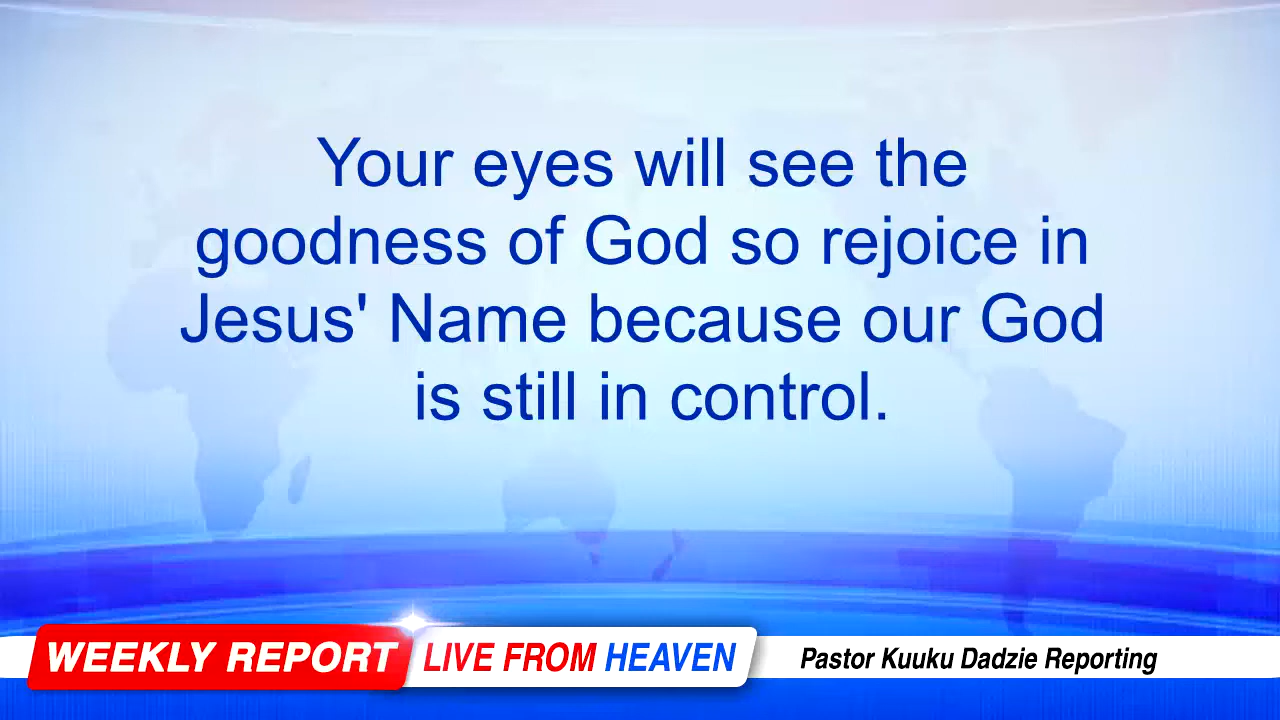 Your eyes will see the
goodness of God so rejoice in
Jesus' Name because our God
is still in control.
WEEKLY REPORT LIVE FROM HEAVEN Pastor Kuuku Dadzie Reporting